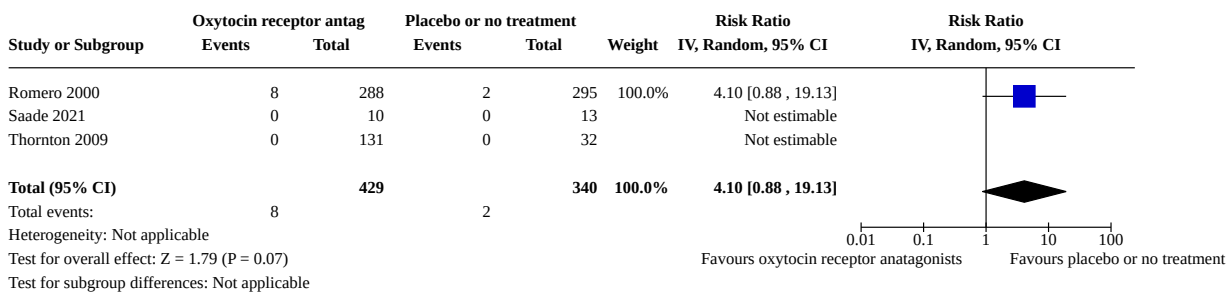 Oxytocin receptor antag Placebo or no treatment Risk Ratio Risk Ratio
Study or Subgroup Events Total Events Total Weight IV, Random, 95% CI IV, Random, 95% CI
Romero 2000 8 288 2 295 100.0% 4.10 [0.88 , 19.13]
Saade 2021 0 10 0 13 Not estimable
Thornton 2009 0 131 0 32 Not estimable
Total (95% CI) 429 340 100.0% 4.10 [0.88 , 19.13]
Total events: 8 2
Heterogeneity: Not applicable 0.01 0.1 1 10 100
Test for overall effect: Z = 1.79 (P = 0.07) Favours oxytocin receptor anatagonists Favours placebo or no treatment
Test for subgroup differences: Not applicable